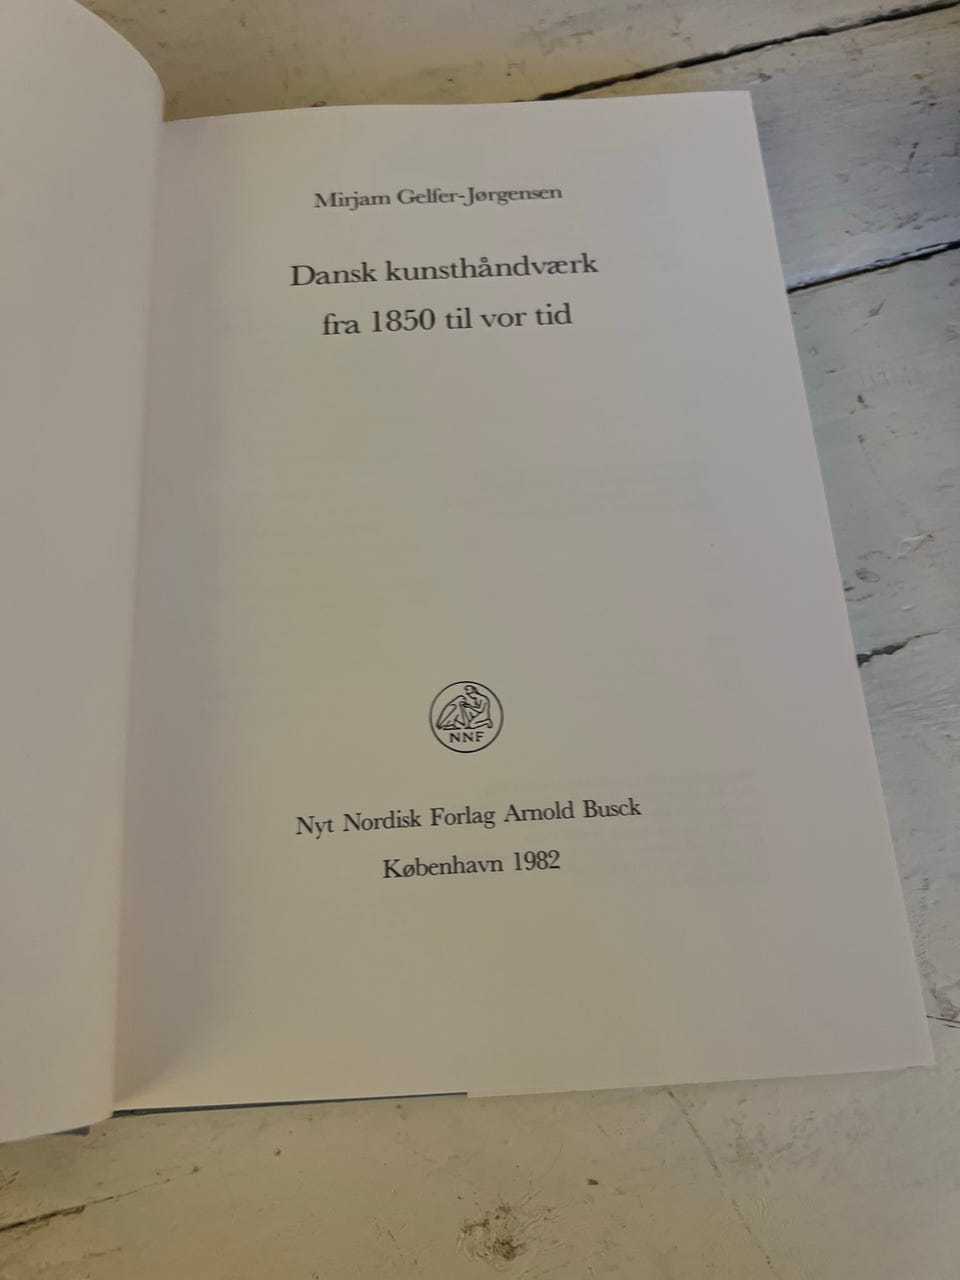 Mirjam Gelfer-Jørgensen
Dansk kunsthåndværk
fra 1850 til vor tid
NNF
Nyt Nordisk Forlag Arnold Busck
København 1982